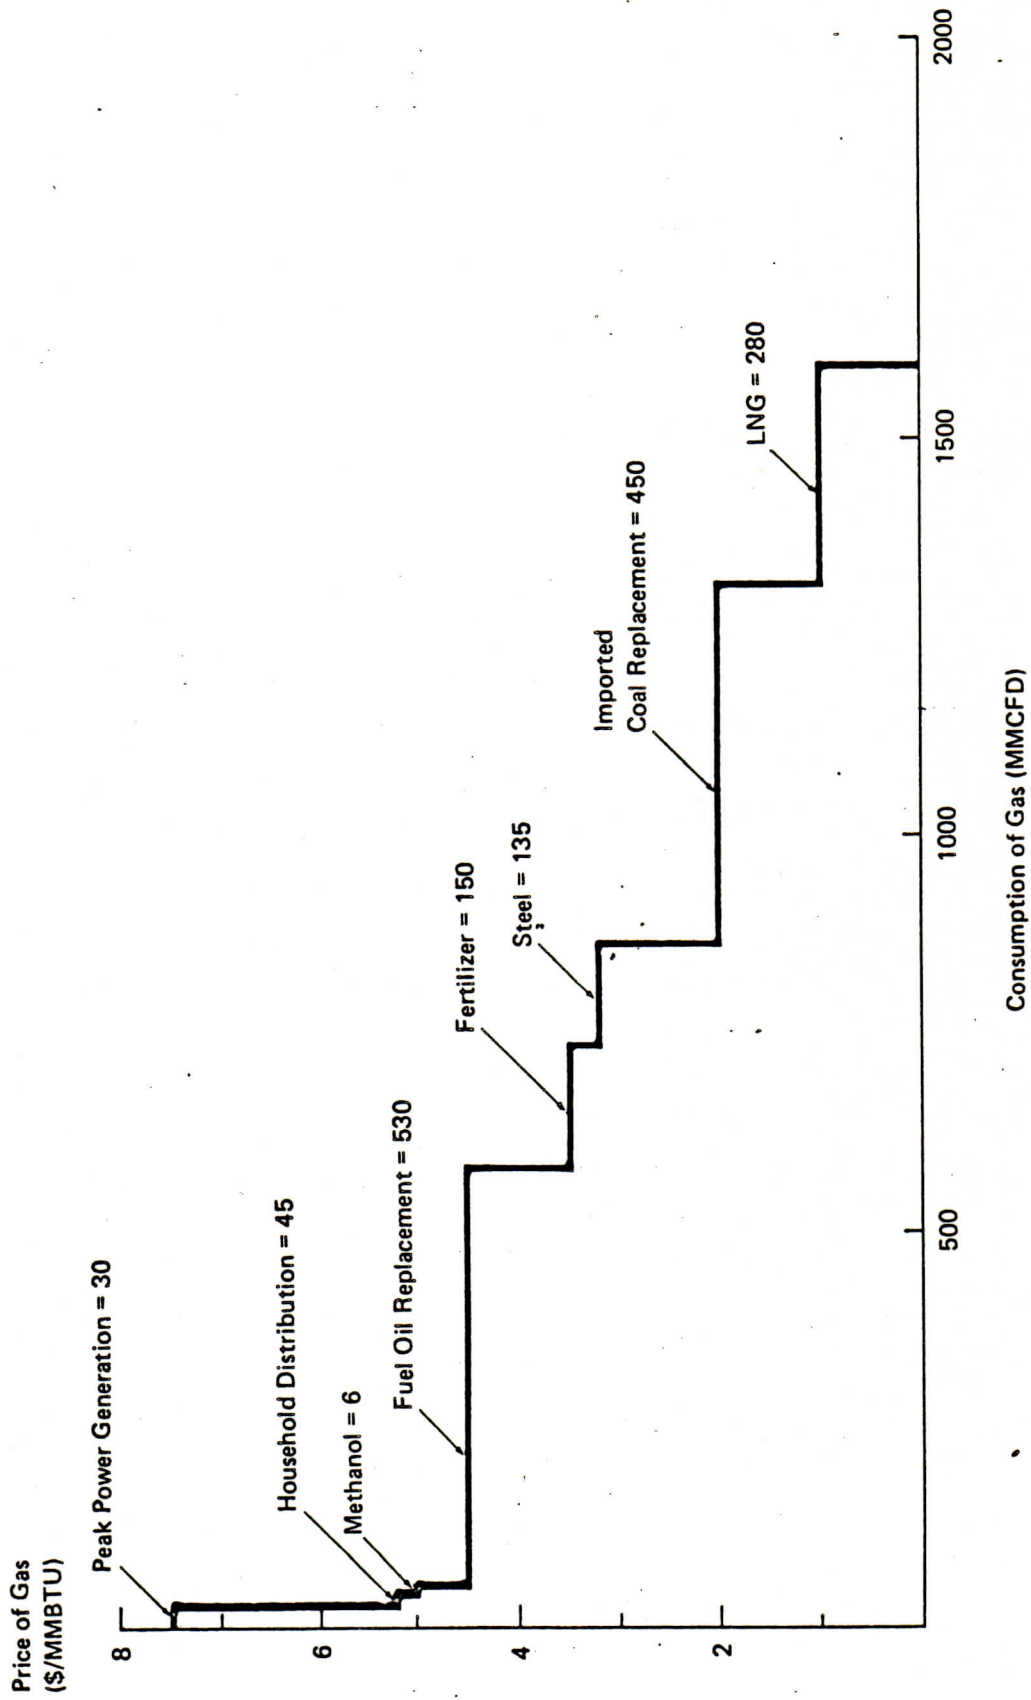 Price of Gas
($/MMBTU)
8
6
4
2
Peak Power Generation = 30
Household Distribution = 45
Methanol = 6
Fuel Oil Replacement = 530
Fertilizer = 150
Steel = 135
Imported
Coal Replacement = 450
LNG = 280
500
1000
1500
2000
Consumption of Gas (MMCFD)